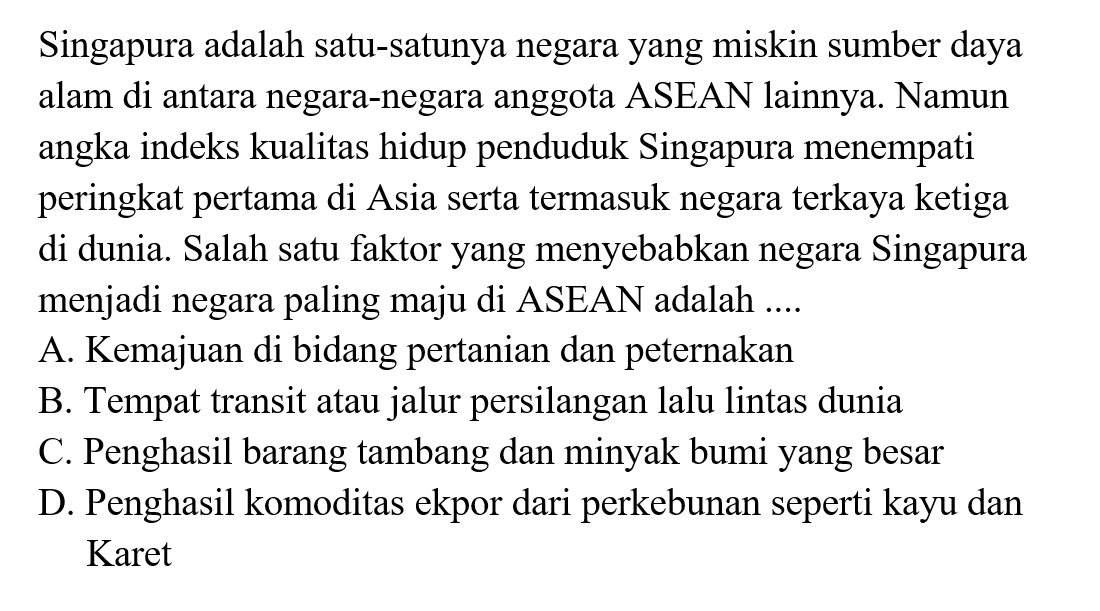 Singapura adalah satu-satunya negara yang miskin sumber daya
alam di antara negara-negara anggota ASEAN lainnya. Namun
angka indeks kualitas hidup penduduk Singapura menempati
peringkat pertama di Asia serta termasuk negara terkaya ketiga
di dunia. Salah satu faktor yang menyebabkan negara Singapura
menjadi negara paling maju di ASEAN adalah ....
A. Kemajuan di bidang pertanian dan peternakan
B. Tempat transit atau jalur persilangan lalu lintas dunia
C. Penghasil barang tambang dan minyak bumi yang besar
D. Penghasil komoditas ekpor dari perkebunan seperti kayu dan
Karet